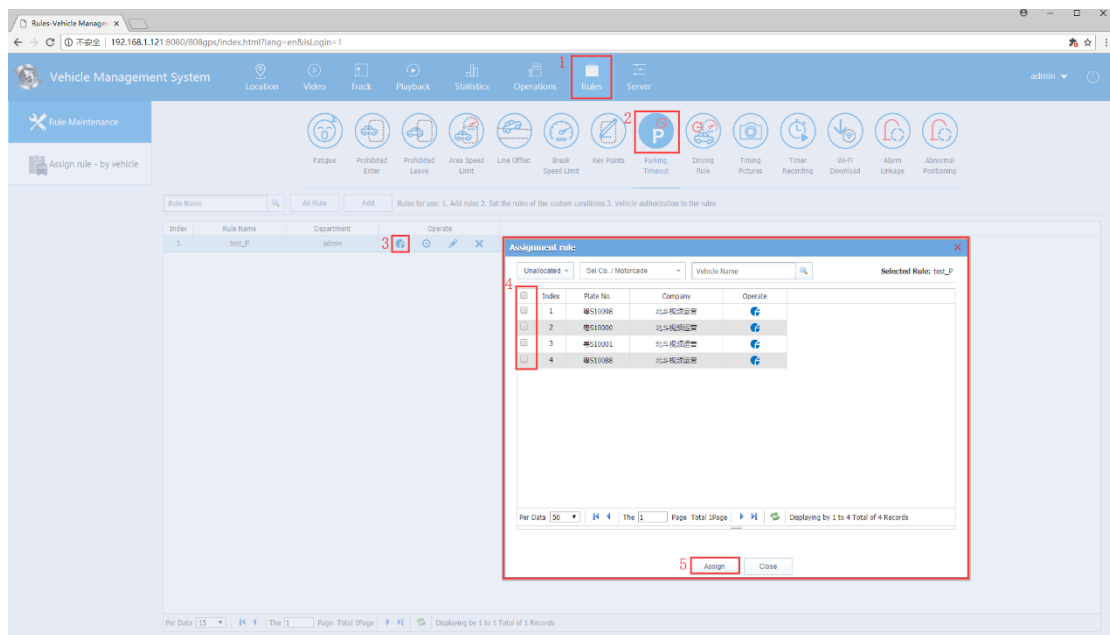 Rules-Vehicle Manager
不安全 | 192.168.1.121:8080/808gps/index.html?lang=en&isLogin=1
Vehicle Management System
Location Video Track Playback Statistics Operations 1 Rules Server
admin
Rule Maintenance
Assign rule - by vehicle
2
Fatigue
Prohibited Enter
Prohibited Leave
Area Speed Limit
Line Offset
Break Speed Limit
Key Points
Parking Timeout
Driving Rule
Timing Pictures
Timer Recording
Wi-Fi Download
Alarm Linkage
Abnormal Positioning
Rule Name All Rule Add Rules for use: 1. Add rules 2. Set the rules of the custom conditions 3. Vehicle authorization to the rules
Index Rule Name Department Operate
1 test_P admin 3
Assignment rule
Unallocated Sel Co. / Motorcade Vehicle Name Selected Rule: test_P
4
Index Plate No. Company Operate
1 粤S10098 北斗视频运营
2 粤S10000 北斗视频运营
3 粤S10001 北斗视频运营
4 粤S10088 北斗视频运营
Per Data 50 The 1 Page Total 1Page Displaying by 1 to 4 Total of 4 Records
5 Assign Close
Per Data 15 The 1 Page Total 1Page Displaying by 1 to 1 Total of 1 Records